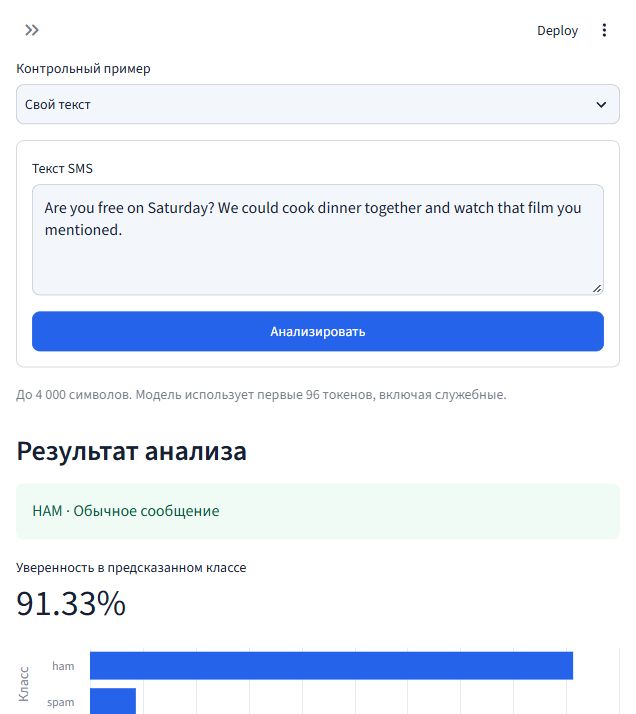 Deploy
Контрольный пример
Свой текст
Текст SMS
Are you free on Saturday? We could cook dinner together and watch that film you
mentioned.
Анализировать
До 4 000 символов. Модель использует первые 96 токенов, включая служебные.
Результат анализа
HAM · Обычное сообщение
Уверенность в предсказанном классе
91.33%
Класс
ham
spam